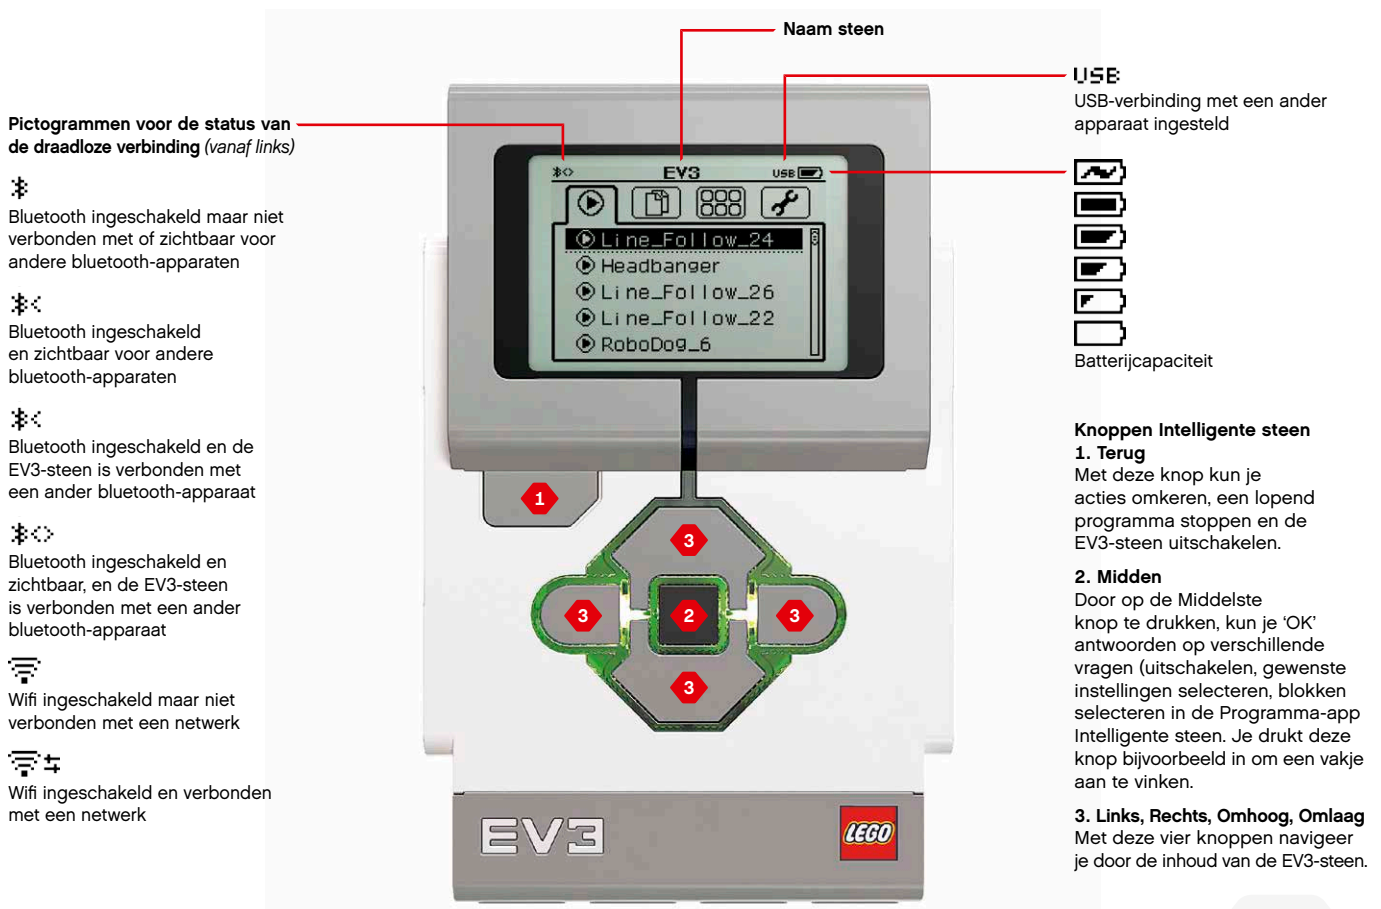 Naam steen
Pictogrammen voor de status van
de draadloze verbinding (vanaf links)
Bluetooth ingeschakeld maar niet
verbonden met of zichtbaar voor
andere bluetooth-apparaten
Bluetooth ingeschakeld
en zichtbaar voor andere
bluetooth-apparaten
Bluetooth ingeschakeld en de
EV3-steen is verbonden met
een ander bluetooth-apparaat
Bluetooth ingeschakeld en
zichtbaar, en de EV3-steen
is verbonden met een ander
bluetooth-apparaat
Wifi ingeschakeld maar niet
verbonden met een netwerk
Wifi ingeschakeld en verbonden
met een netwerk
EV3 USB
Line_Follow_24
Headbanger
Line_Follow_26
Line_Follow_22
RoboDog_6
1
3
3
2
3
3
EV3
LEGO
USB
USB-verbinding met een ander
apparaat ingesteld
Batterijcapaciteit
Knoppen Intelligente steen
1. Terug
Met deze knop kun je
acties omkeren, een lopend
programma stoppen en de
EV3-steen uitschakelen.
2. Midden
Door op de Middelste
knop te drukken, kun je ‘OK’
antwoorden op verschillende
vragen (uitschakelen, gewenste
instellingen selecteren, blokken
selecteren in de Programma-app
Intelligente steen. Je drukt deze
knop bijvoorbeeld in om een vakje
aan te vinken.
3. Links, Rechts, Omhoog, Omlaag
Met deze vier knoppen navigeer
je door de inhoud van de EV3-steen.